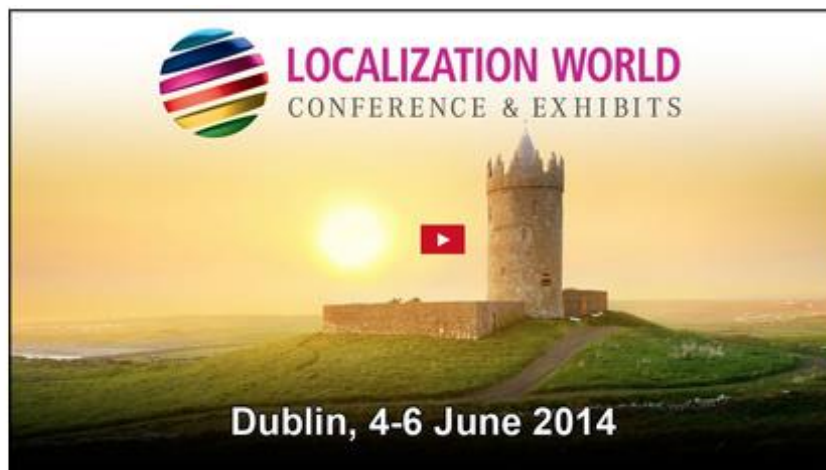 LOCALIZATION WORLD
CONFERENCE & EXHIBITS
Dublin, 4-6 June 2014